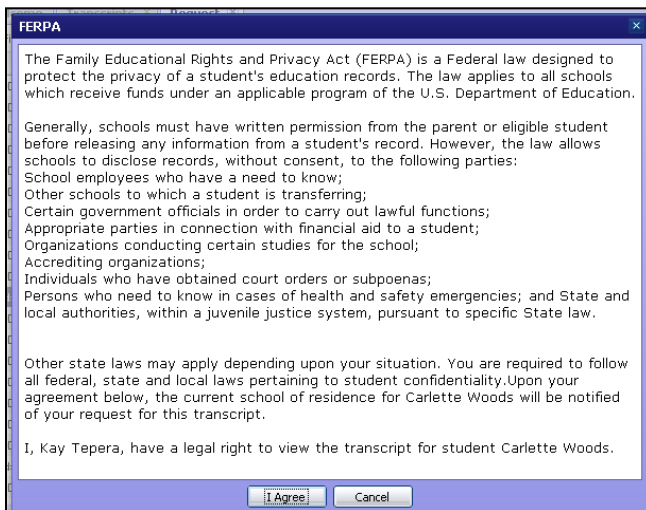 Transcripts
Request
FERPA
The Family Educational Rights and Privacy Act (FERPA) is a Federal law designed to
protect the privacy of a student's education records. The law applies to all schools
which receive funds under an applicable program of the U.S. Department of Education.
Generally, schools must have written permission from the parent or eligible student
before releasing any information from a student's record. However, the law allows
schools to disclose records, without consent, to the following parties:
School employees who have a need to know;
Other schools to which a student is transferring;
Certain government officials in order to carry out lawful functions;
Appropriate parties in connection with financial aid to a student;
Organizations conducting certain studies for the school;
Accrediting organizations;
Individuals who have obtained court orders or subpoenas;
Persons who need to know in cases of health and safety emergencies; and State and
local authorities, within a juvenile justice system, pursuant to specific State law.
Other state laws may apply depending upon your situation. You are required to follow
all federal, state and local laws pertaining to student confidentiality.Upon your
agreement below, the current school of residence for Carlette Woods will be notified
of your request for this transcript.
I, Kay Tepera, have a legal right to view the transcript for student Carlette Woods.
I Agree Cancel